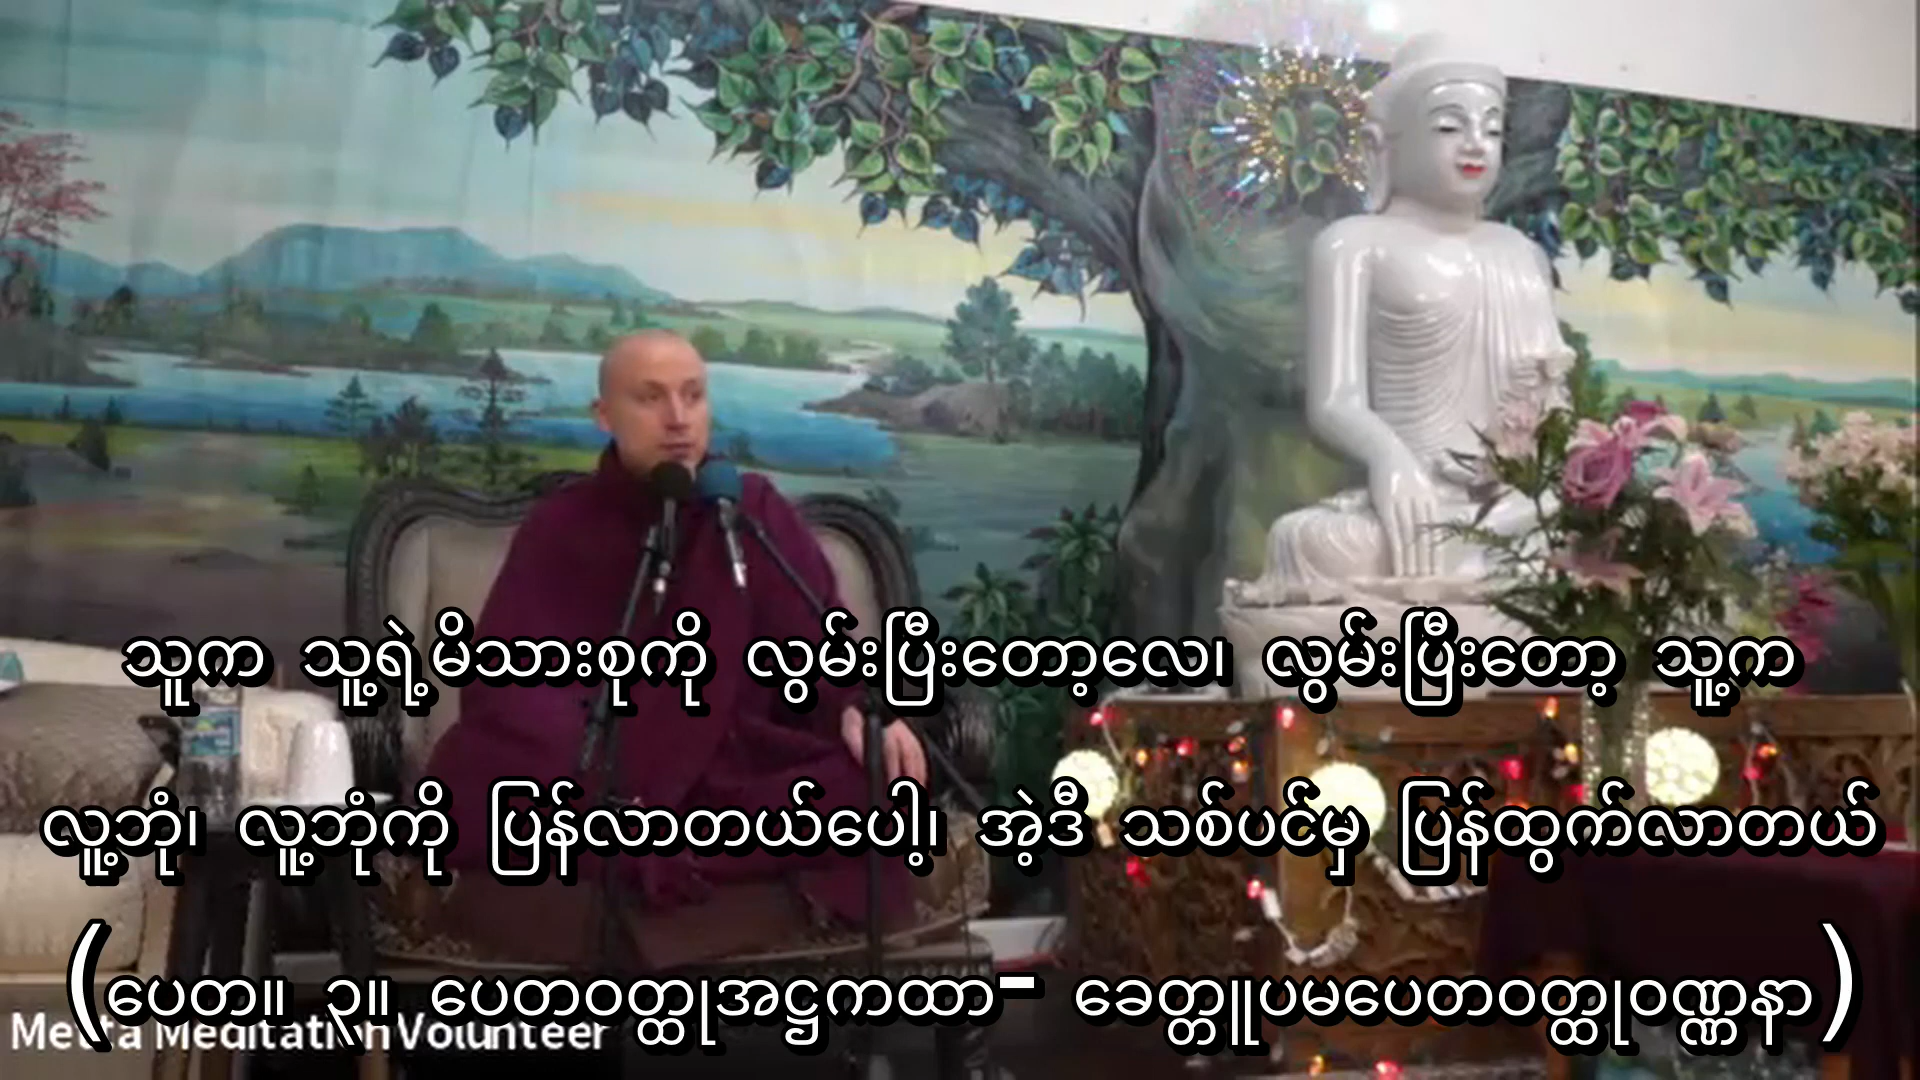 သူက သူ့ရဲ့မိသားစုကို လွမ်းပြီးတော့လေ၊ လွမ်းပြီးတော့ သူ့က
လူ့ဘုံ၊ လူ့ဘုံကို ပြန်လာတယ်ပေါ့၊ အဲ့ဒီ သစ်ပင်မှ ပြန်ထွက်လာတယ်
(ပေတ။ ၃။ ပေတဝတ္ထုအဋ္ဌကထာ- ခေတ္တူပမပေတဝတ္ထုဝဏ္ဏနာ)
Metta Meditation Volunteer